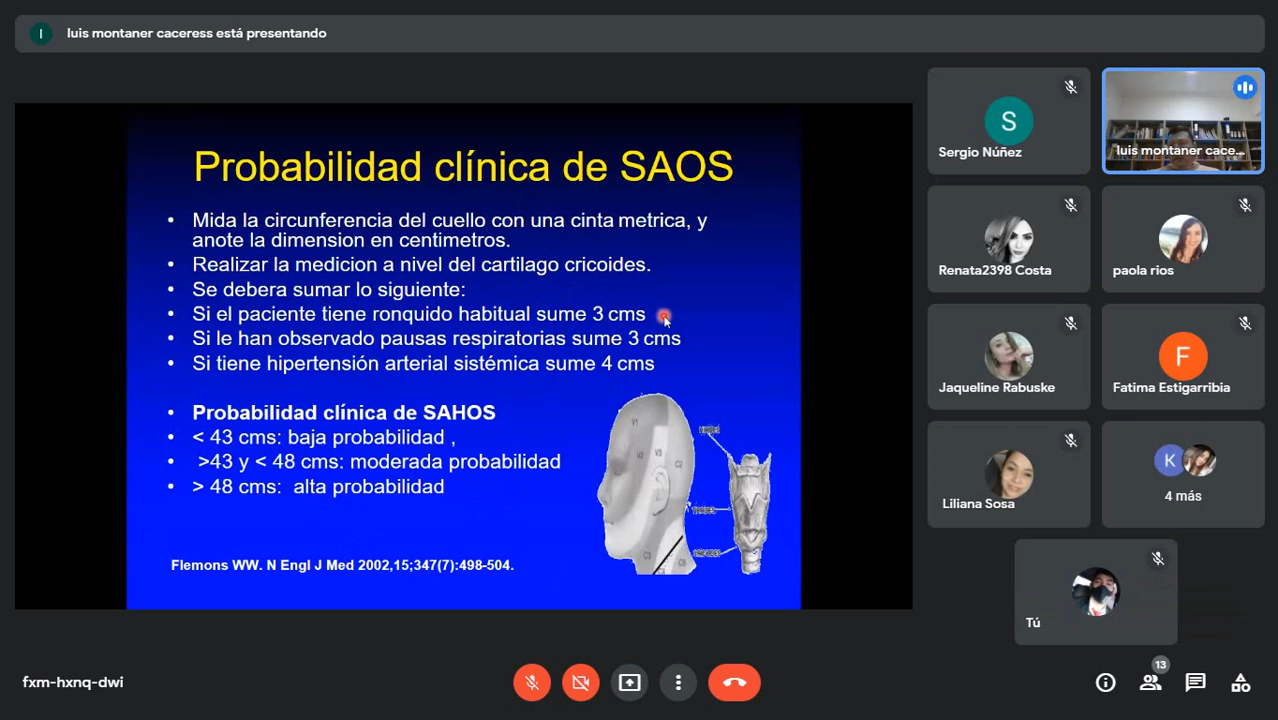 I
luis montaner caceress está presentando
Probabilidad clínica de SAOS
• Mida la circunferencia del cuello con una cinta metrica, y
anote la dimension en centimetros.
• Realizar la medicion a nivel del cartilago cricoides.
• Se debera sumar lo siguiente:
• Si el paciente tiene ronquido habitual sume 3 cms
• Si le han observado pausas respiratorias sume 3 cms
• Si tiene hipertensión arterial sistémica sume 4 cms
• Probabilidad clínica de SAHOS
• < 43 cms: baja probabilidad ,
• >43 y < 48 cms: moderada probabilidad
• > 48 cms: alta probabilidad
V1
V2
V3
C2
C3
Flemons WW. N Engl J Med 2002,15;347(7):498-504.
S
Sergio Núñez
luis montaner cace...
Renata2398 Costa
paola rios
Jaqueline Rabuske
F
Fatima Estigarribia
Liliana Sosa
K
4 más
Tú
fxm-hxnq-dwi
13